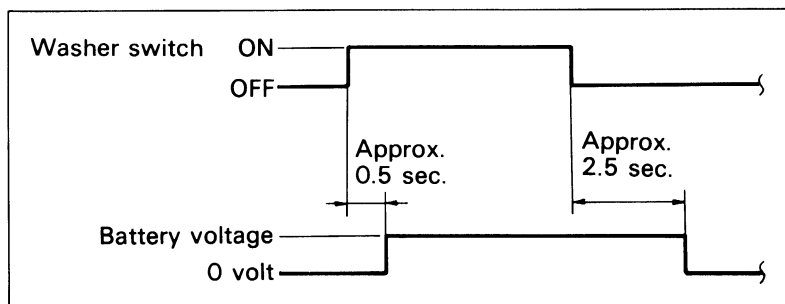 Washer switch ON
OFF
Approx.
0.5 sec.
Approx.
2.5 sec.
Battery voltage
0 volt